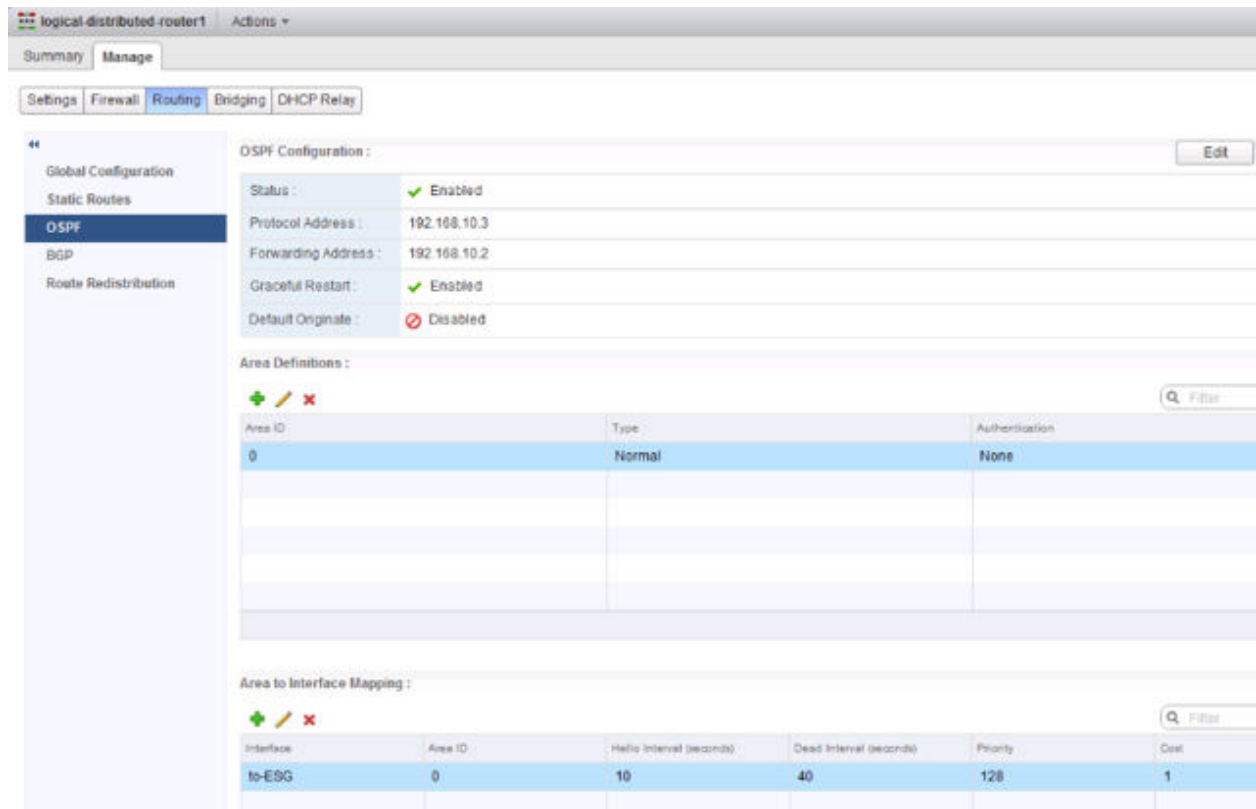 logical-distributed-router1 Actions
Summary Manage
Settings Firewall Routing Bridging DHCP Relay
Global Configuration
Static Routes
OSPF
BGP
Route Redistribution
OSPF Configuration :
Edit
Status : Enabled
Protocol Address : 192.168.10.3
Forwarding Address : 192.168.10.2
Graceful Restart : Enabled
Default Originate : Disabled
Area Definitions :
Filter
Area ID Type Authentication
0 Normal None
Area to Interface Mapping :
Filter
Interface Area ID Hello Interval (seconds) Dead Interval (seconds) Priority Cost
to-ESG 0 10 40 128 1